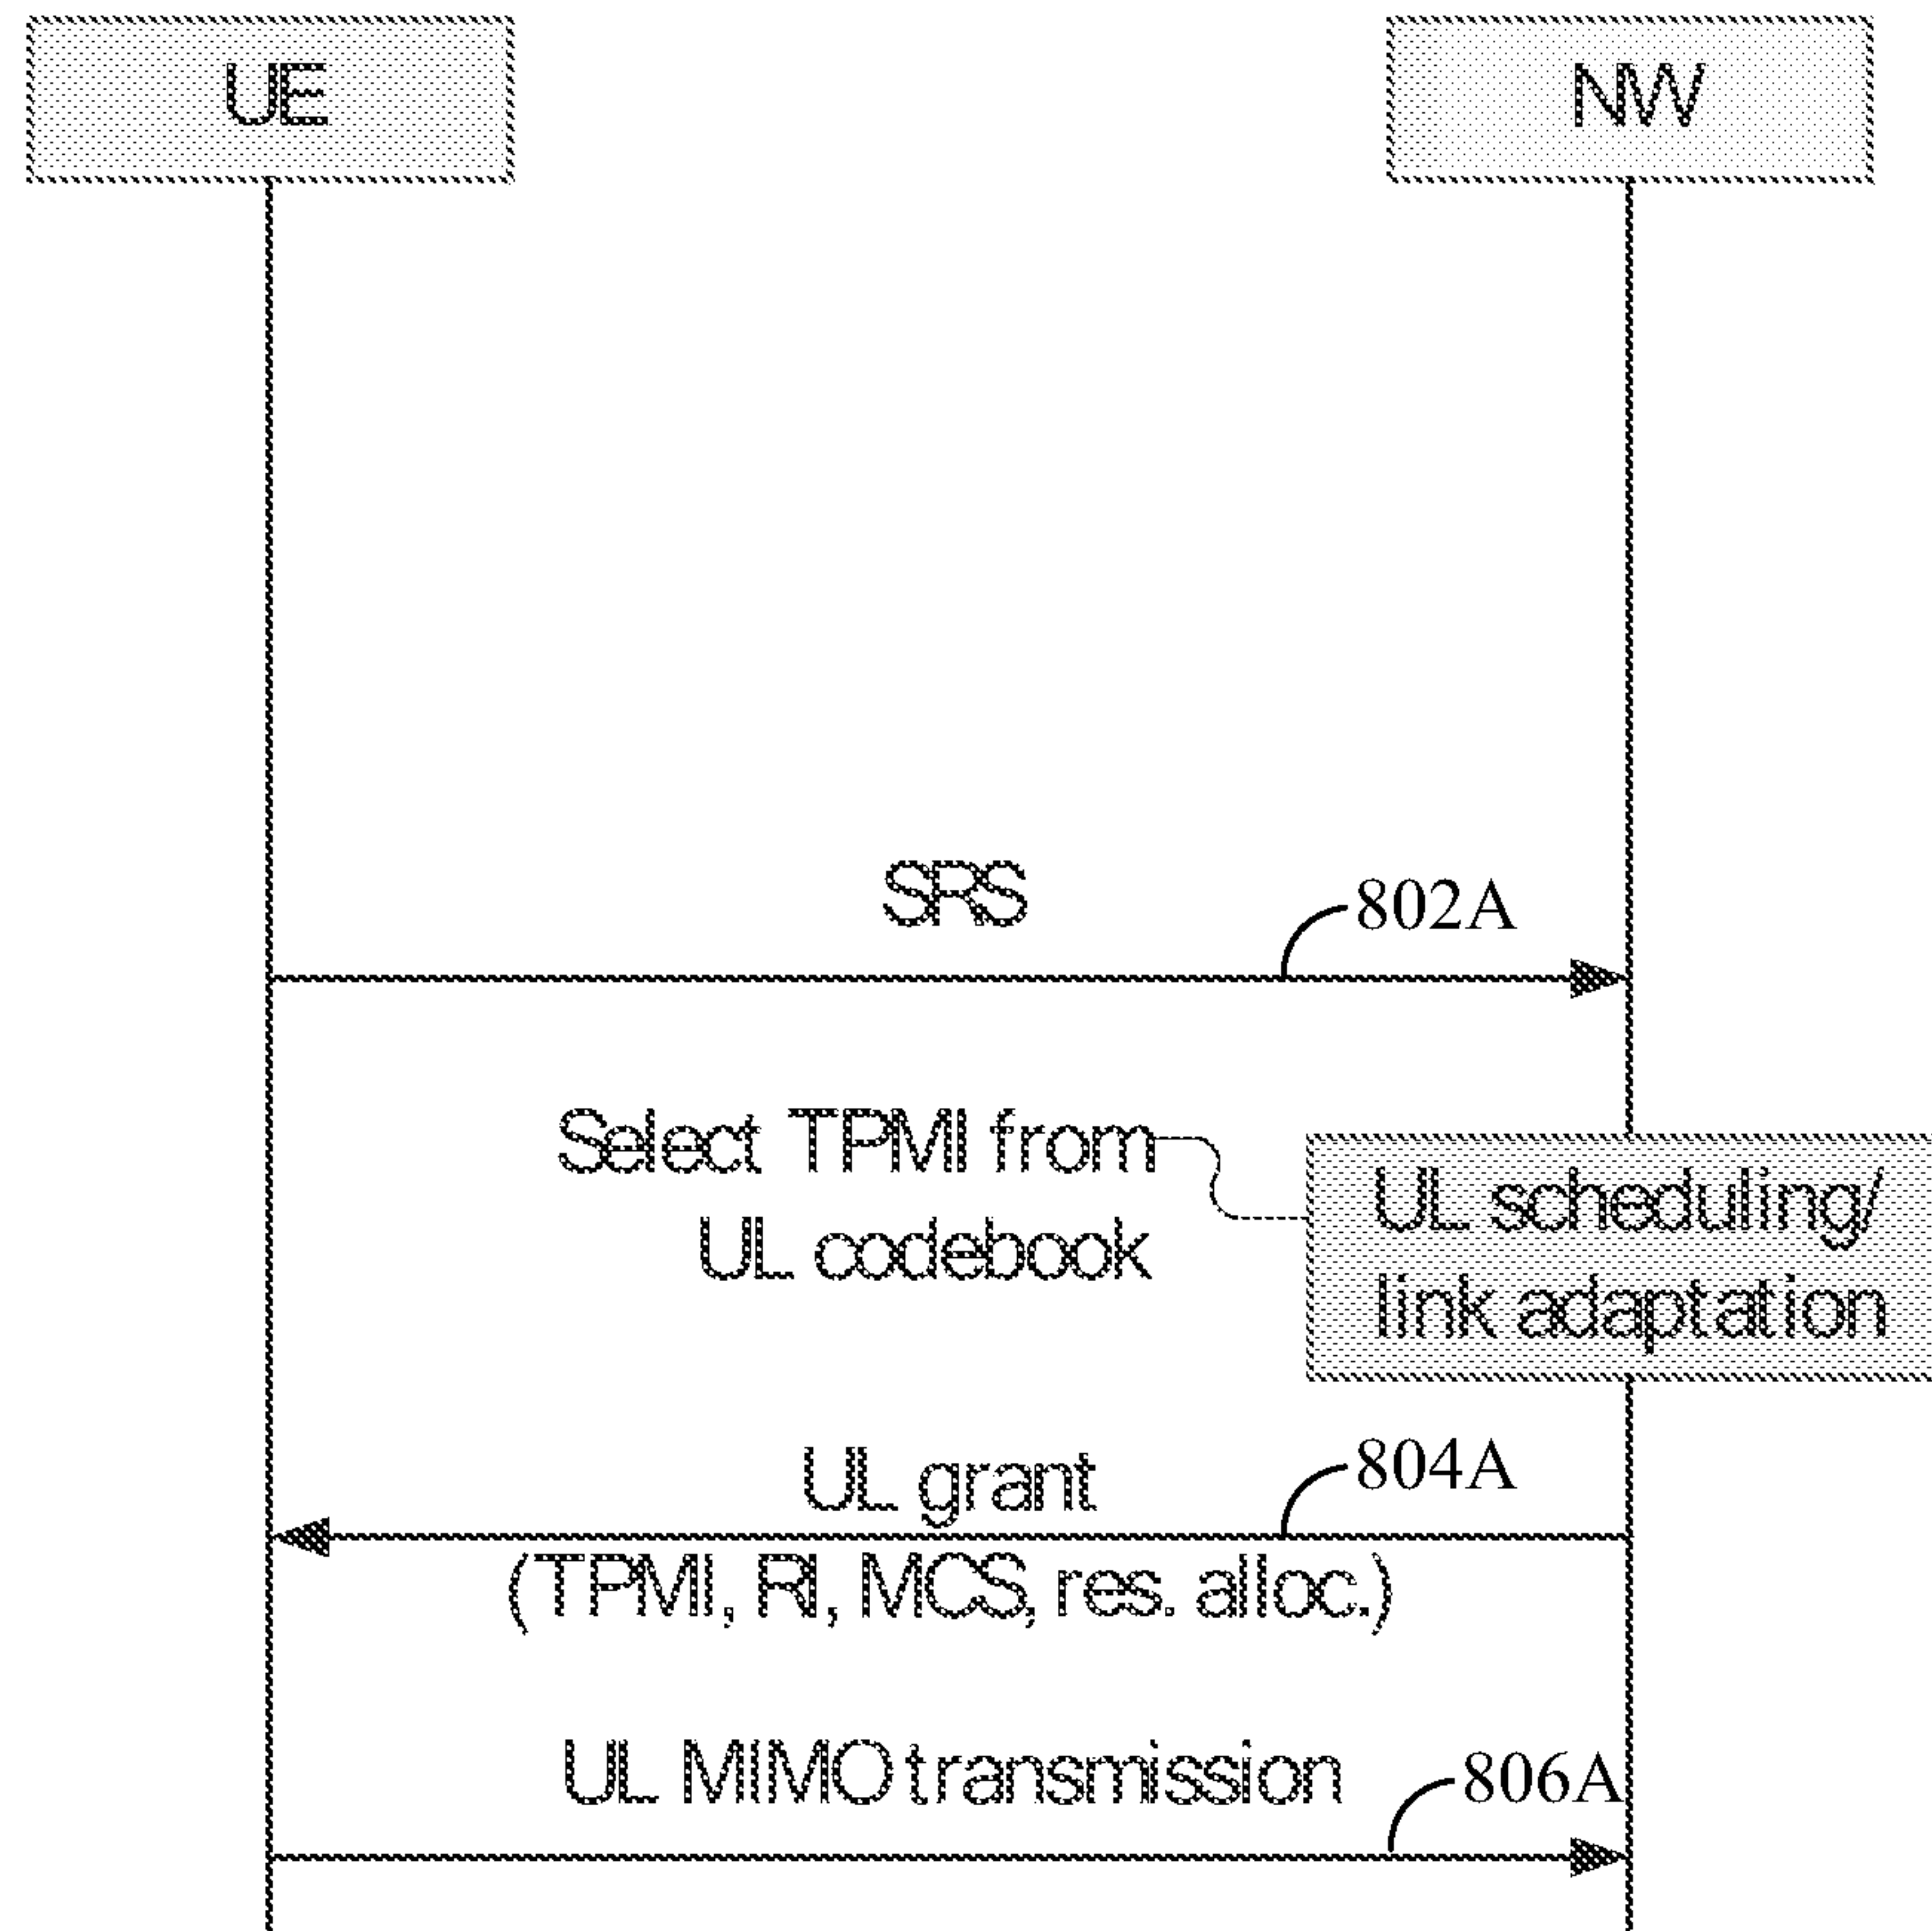 UE
NW
SRS
802A
Select TPMI from
UL codebook
UL scheduling/
link adaptation
UL grant
804A
(TPMI, RI, MCS, res. alloc.)
UL MIMO transmission
806A